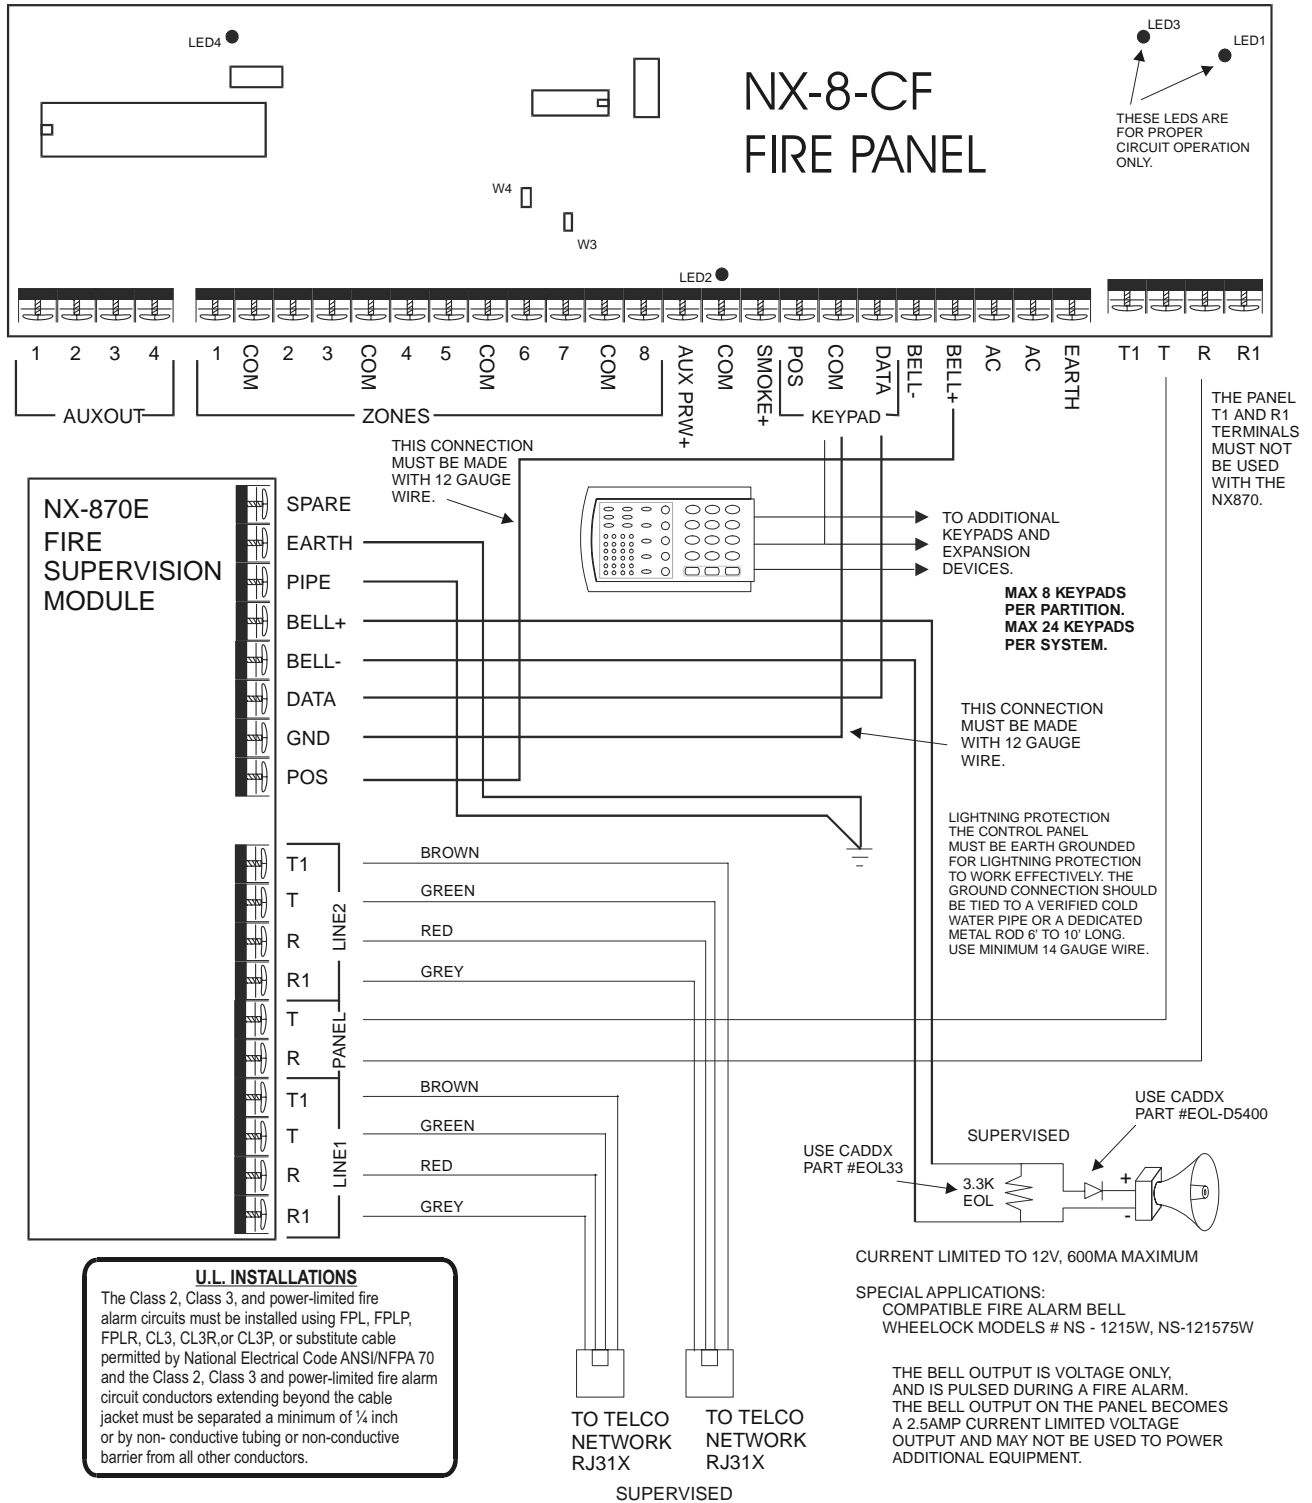 LED4
LED3
LED1
NX-8-CF
FIRE PANEL
THESE LEDS ARE
FOR PROPER
CIRCUIT OPERATION
ONLY.
W4
W3
LED2
1 2 3 4
AUXOUT
1 COM 2 3 COM 4 5 COM 6 7 COM 8
ZONES
AUX PRW+ COM SMOKE+ POS COM DATA BELL- BELL+ AC AC EARTH
KEYPAD
T1 T R R1
THE PANEL
T1 AND R1
TERMINALS
MUST NOT
BE USED
WITH THE
NX870.
THIS CONNECTION
MUST BE MADE
WITH 12 GAUGE
WIRE.
NX-870E
FIRE
SUPERVISION
MODULE
SPARE
EARTH
PIPE
BELL+
BELL-
DATA
GND
POS
TO ADDITIONAL
KEYPADS AND
EXPANSION
DEVICES.
MAX 8 KEYPADS
PER PARTITION.
MAX 24 KEYPADS
PER SYSTEM.
THIS CONNECTION
MUST BE MADE
WITH 12 GAUGE
WIRE.
LIGHTNING PROTECTION
THE CONTROL PANEL
MUST BE EARTH GROUNDED
FOR LIGHTNING PROTECTION
TO WORK EFFECTIVELY. THE
GROUND CONNECTION SHOULD
BE TIED TO A VERIFIED COLD
WATER PIPE OR A DEDICATED
METAL ROD 6' TO 10' LONG.
USE MINIMUM 14 GAUGE WIRE.
T1 BROWN
T GREEN
R RED
R1 GREY
LINE2
T
R
PANEL
T1 BROWN
T GREEN
R RED
R1 GREY
LINE1
USE CADDX
PART #EOL-D5400
SUPERVISED
USE CADDX
PART #EOL33
3.3K
EOL
+
-
CURRENT LIMITED TO 12V, 600MA MAXIMUM
SPECIAL APPLICATIONS:
COMPATIBLE FIRE ALARM BELL
WHEELOCK MODELS # NS - 1215W, NS-121575W
THE BELL OUTPUT IS VOLTAGE ONLY,
AND IS PULSED DURING A FIRE ALARM.
THE BELL OUTPUT ON THE PANEL BECOMES
A 2.5AMP CURRENT LIMITED VOLTAGE
OUTPUT AND MAY NOT BE USED TO POWER
ADDITIONAL EQUIPMENT.
U.L. INSTALLATIONS
The Class 2, Class 3, and power-limited fire
alarm circuits must be installed using FPL, FPLP,
FPLR, CL3, CL3R,or CL3P, or substitute cable
permitted by National Electrical Code ANSI/NFPA 70
and the Class 2, Class 3 and power-limited fire alarm
circuit conductors extending beyond the cable
jacket must be separated a minimum of ¼ inch
or by non- conductive tubing or non-conductive
barrier from all other conductors.
TO TELCO
NETWORK
RJ31X
TO TELCO
NETWORK
RJ31X
SUPERVISED